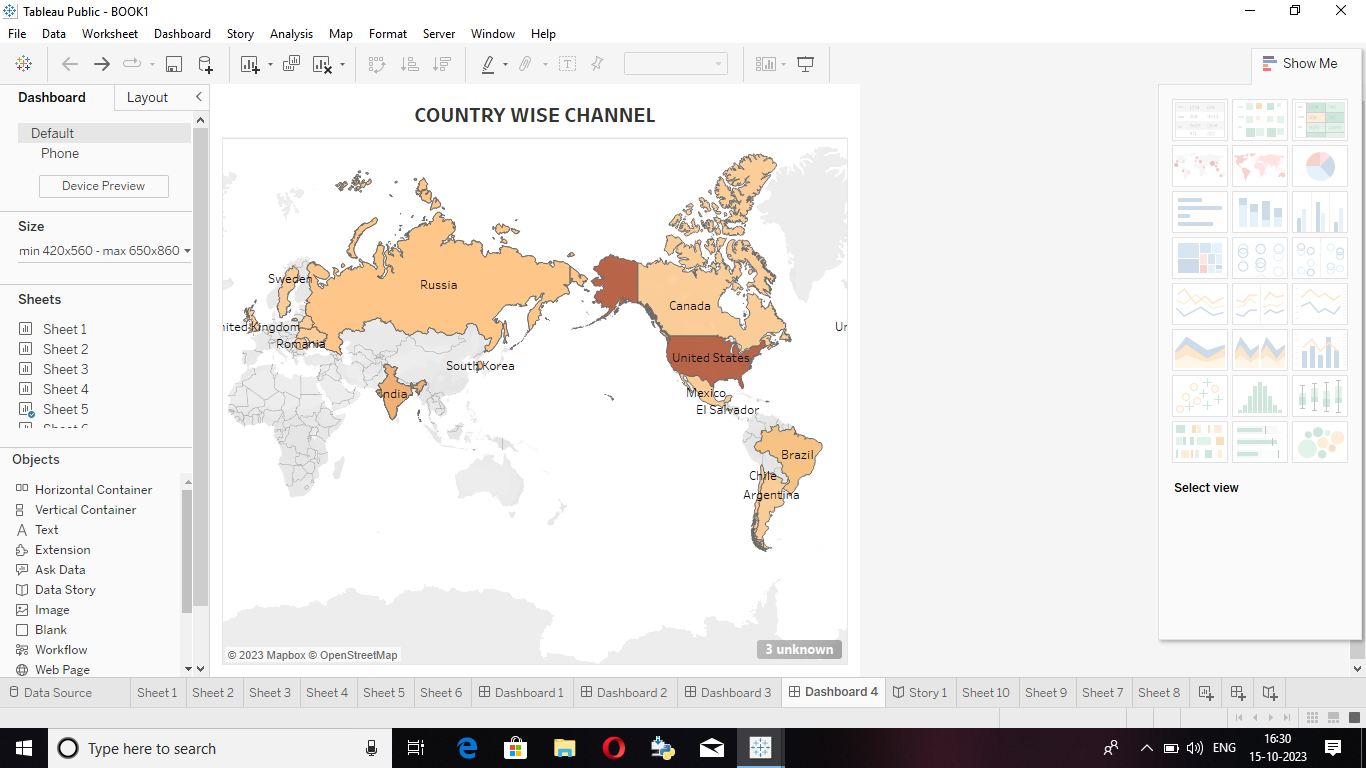 Tableau Public - BOOK1
File Data Worksheet Dashboard Story Analysis Map Format Server Window Help
Show Me
Dashboard Layout
Default
Phone
Device Preview
Size
min 420x560 - max 650x860
Sheets
Sheet 1
Sheet 2
Sheet 3
Sheet 4
Sheet 5
Objects
Horizontal Container
Vertical Container
Text
Extension
Ask Data
Data Story
Image
Blank
Workflow
Web Page
COUNTRY WISE CHANNEL
Sweden
Russia
Canada
nited Kingdom
Un
Romania
South Korea
United States
India
Mexico
El Salvador
Brazil
Chile
Argentina
© 2023 Mapbox © OpenStreetMap
3 unknown
Select view
Data Source Sheet 1 Sheet 2 Sheet 3 Sheet 4 Sheet 5 Sheet 6 Dashboard 1 Dashboard 2 Dashboard 3 Dashboard 4 Story 1 Sheet 10 Sheet 9 Sheet 7 Sheet 8
Type here to search
ENG
16:30
15-10-2023